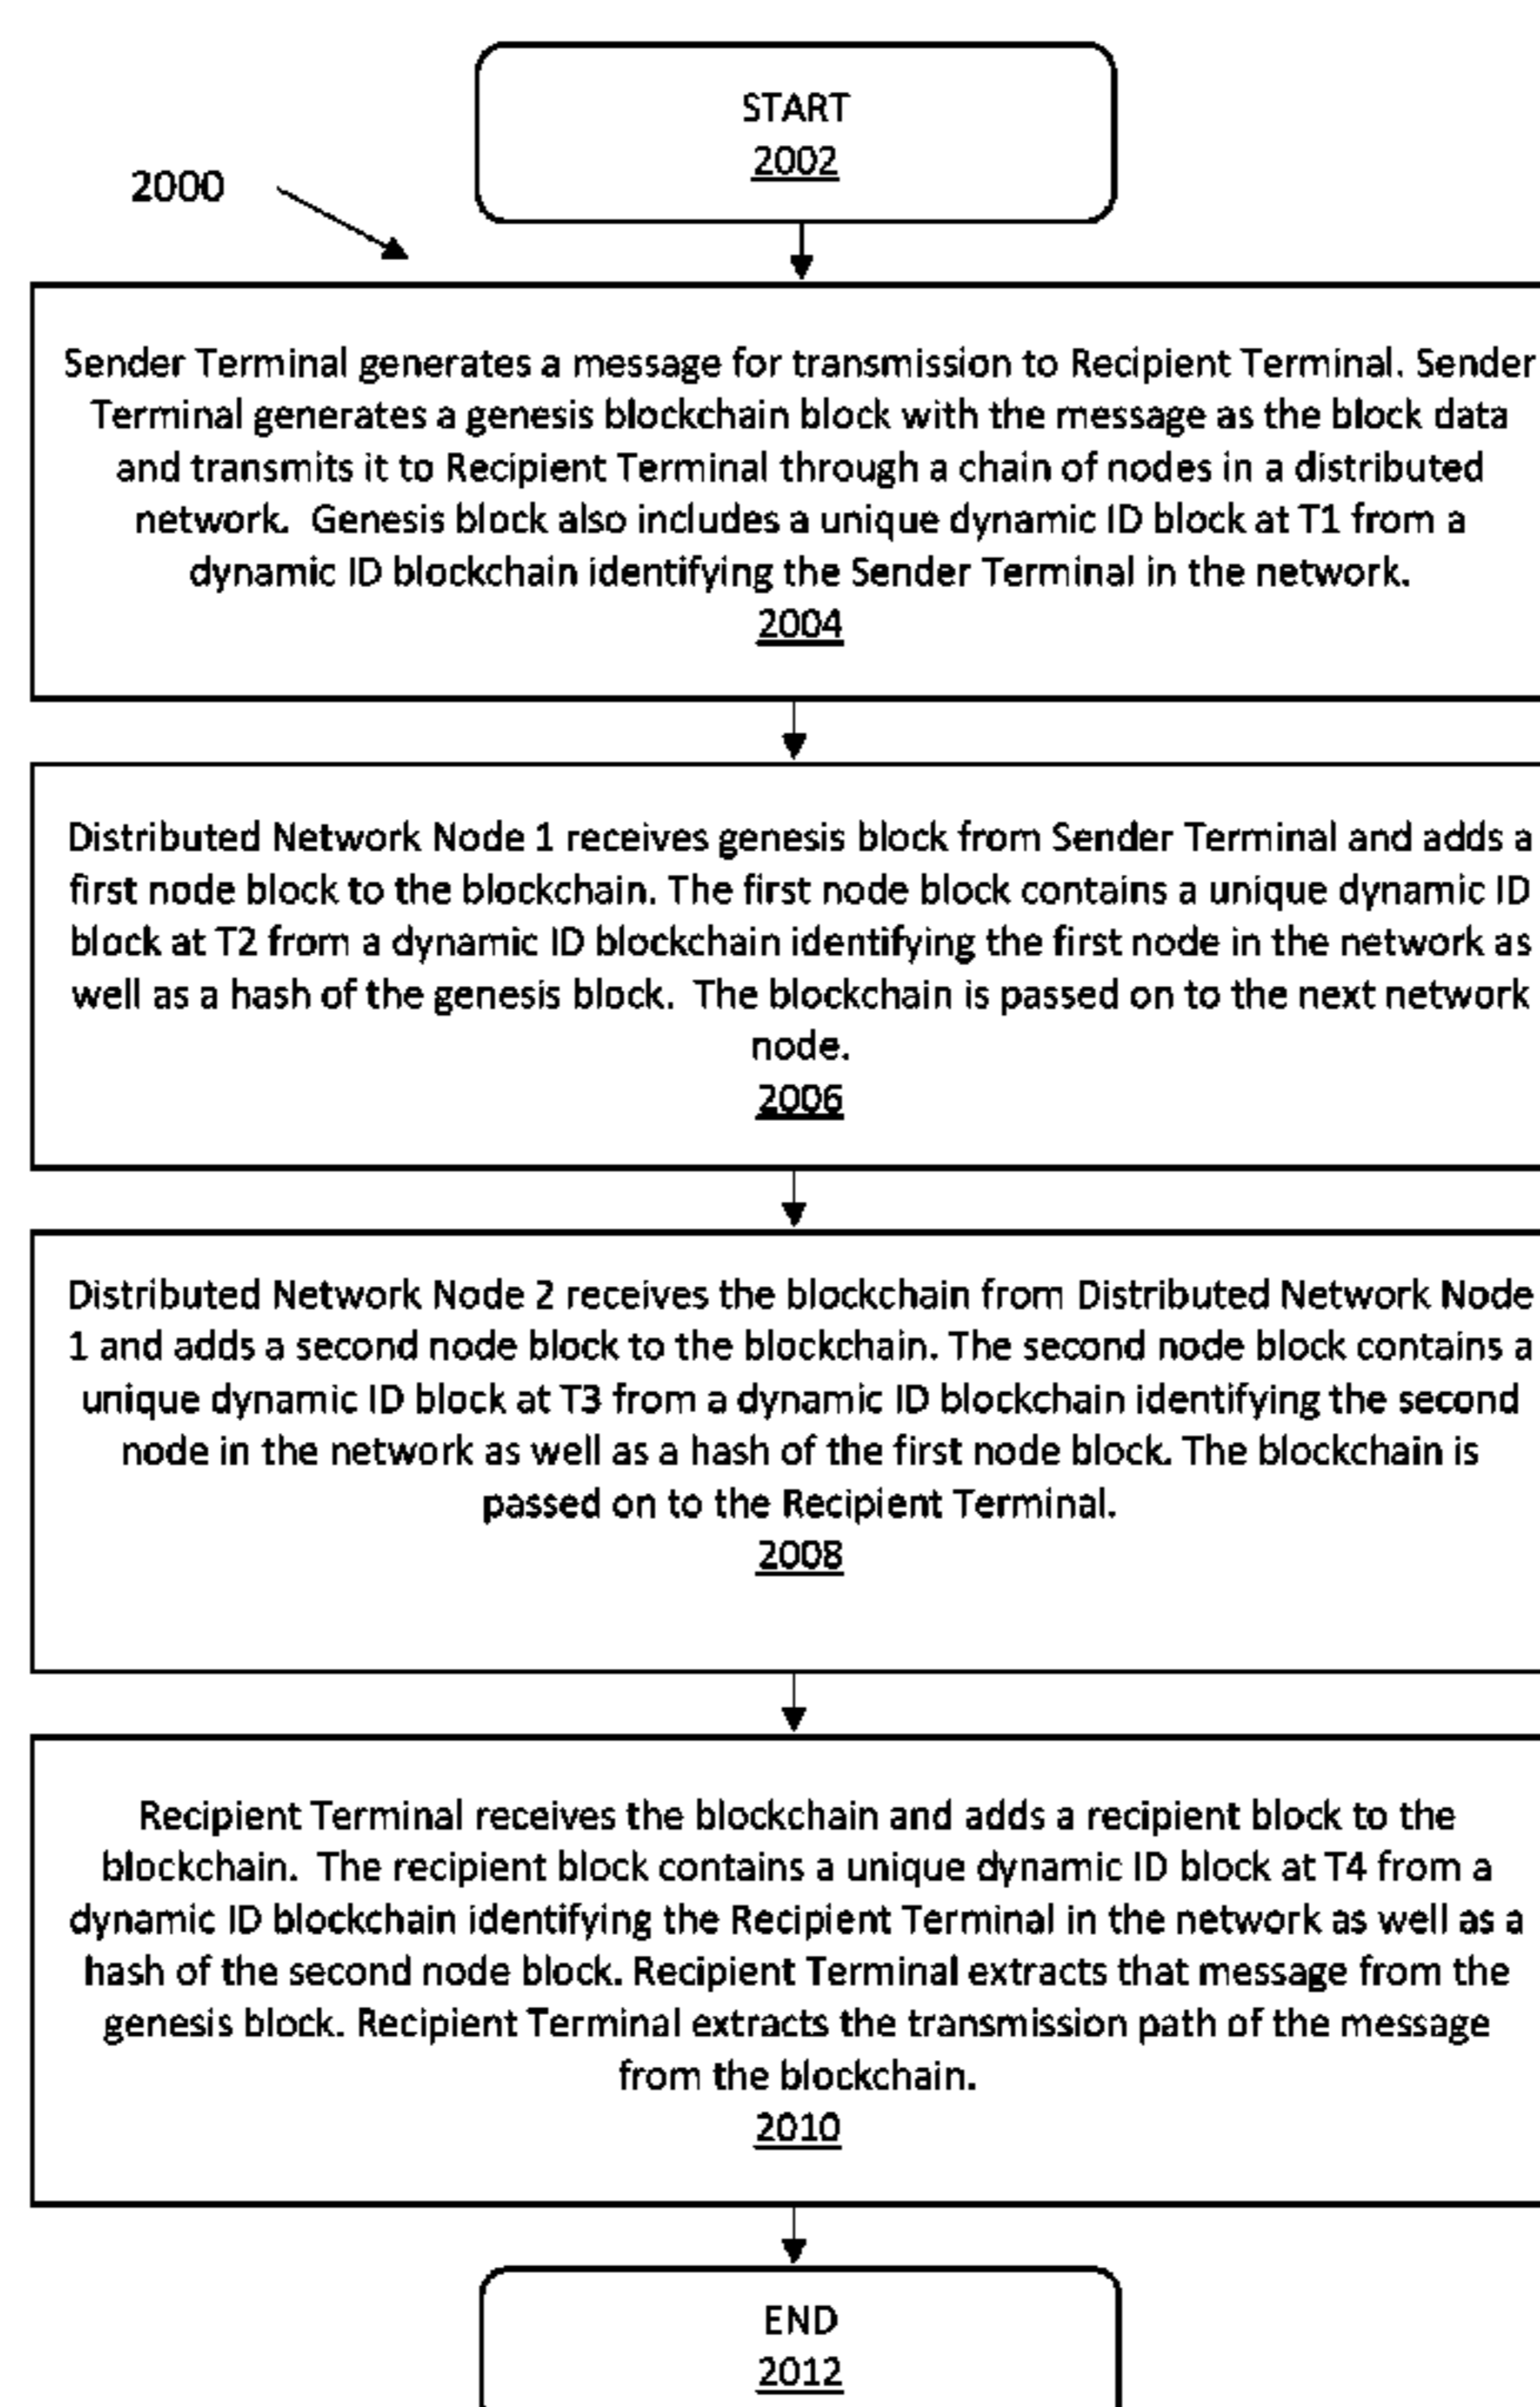 START
2002
2000
Sender Terminal generates a message for transmission to Recipient Terminal. Sender
Terminal generates a genesis blockchain block with the message as the block data
and transmits it to Recipient Terminal through a chain of nodes in a distributed
network. Genesis block also includes a unique dynamic ID block at T1 from a
dynamic ID blockchain identifying the Sender Terminal in the network.
2004
Distributed Network Node 1 receives genesis block from Sender Terminal and adds a
first node block to the blockchain. The first node block contains a unique dynamic ID
block at T2 from a dynamic ID blockchain identifying the first node in the network as
well as a hash of the genesis block. The blockchain is passed on to the next network
node.
2006
Distributed Network Node 2 receives the blockchain from Distributed Network Node
1 and adds a second node block to the blockchain. The second node block contains a
unique dynamic ID block at T3 from a dynamic ID blockchain identifying the second
node in the network as well as a hash of the first node block. The blockchain is
passed on to the Recipient Terminal.
2008
Recipient Terminal receives the blockchain and adds a recipient block to the
blockchain. The recipient block contains a unique dynamic ID block at T4 from a
dynamic ID blockchain identifying the Recipient Terminal in the network as well as a
hash of the second node block. Recipient Terminal extracts that message from the
genesis block. Recipient Terminal extracts the transmission path of the message
from the blockchain.
2010
END
2012